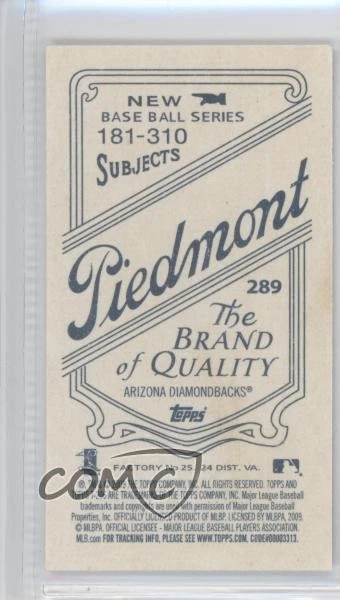 NEW
BASE BALL SERIES
181-310
SUBJECTS
Piedmont
289
The
BRAND
of QUALITY
ARIZONA DIAMONDBACKS®
Topps
COMC
FACTORY No 25, 24 DIST. VA.
THE TOPPS COMPANY, INC. ALL RIGHTS RESERVED. TOPPS AND
ARE TRADEMARKS OF THE TOPPS COMPANY, INC. Major League Baseball
trademarks and copyrights are used with permission of Major League Baseball
Properties, Inc. OFFICIALLY LICENSED PRODUCT OF MLBP. LICENSED BY MLBPA, 2009.
© MLBPA. OFFICIAL LICENSEE - MAJOR LEAGUE BASEBALL PLAYERS ASSOCIATION.
MLB.com FOR TRACKING INFO, PLEASE SEE WWW.TOPPS.COM. CODE#00003313.